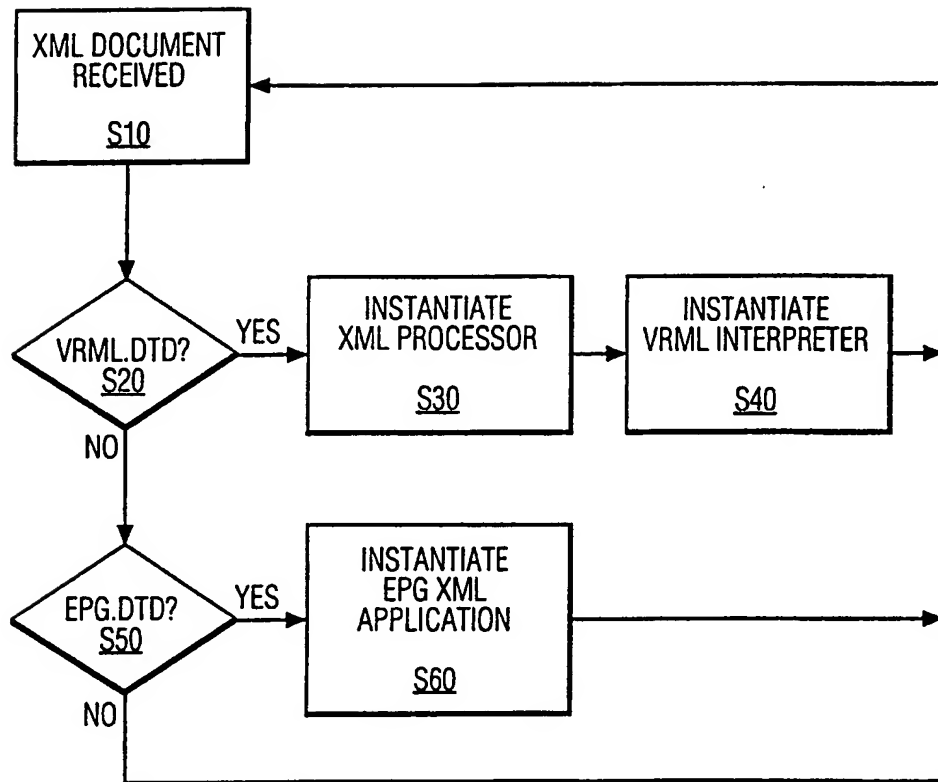 XML DOCUMENT
RECEIVED
S10
VRML.DTD?
S20
YES
NO
INSTANTIATE
XML PROCESSOR
S30
INSTANTIATE
VRML INTERPRETER
S40
EPG.DTD?
S50
YES
NO
INSTANTIATE
EPG XML
APPLICATION
S60